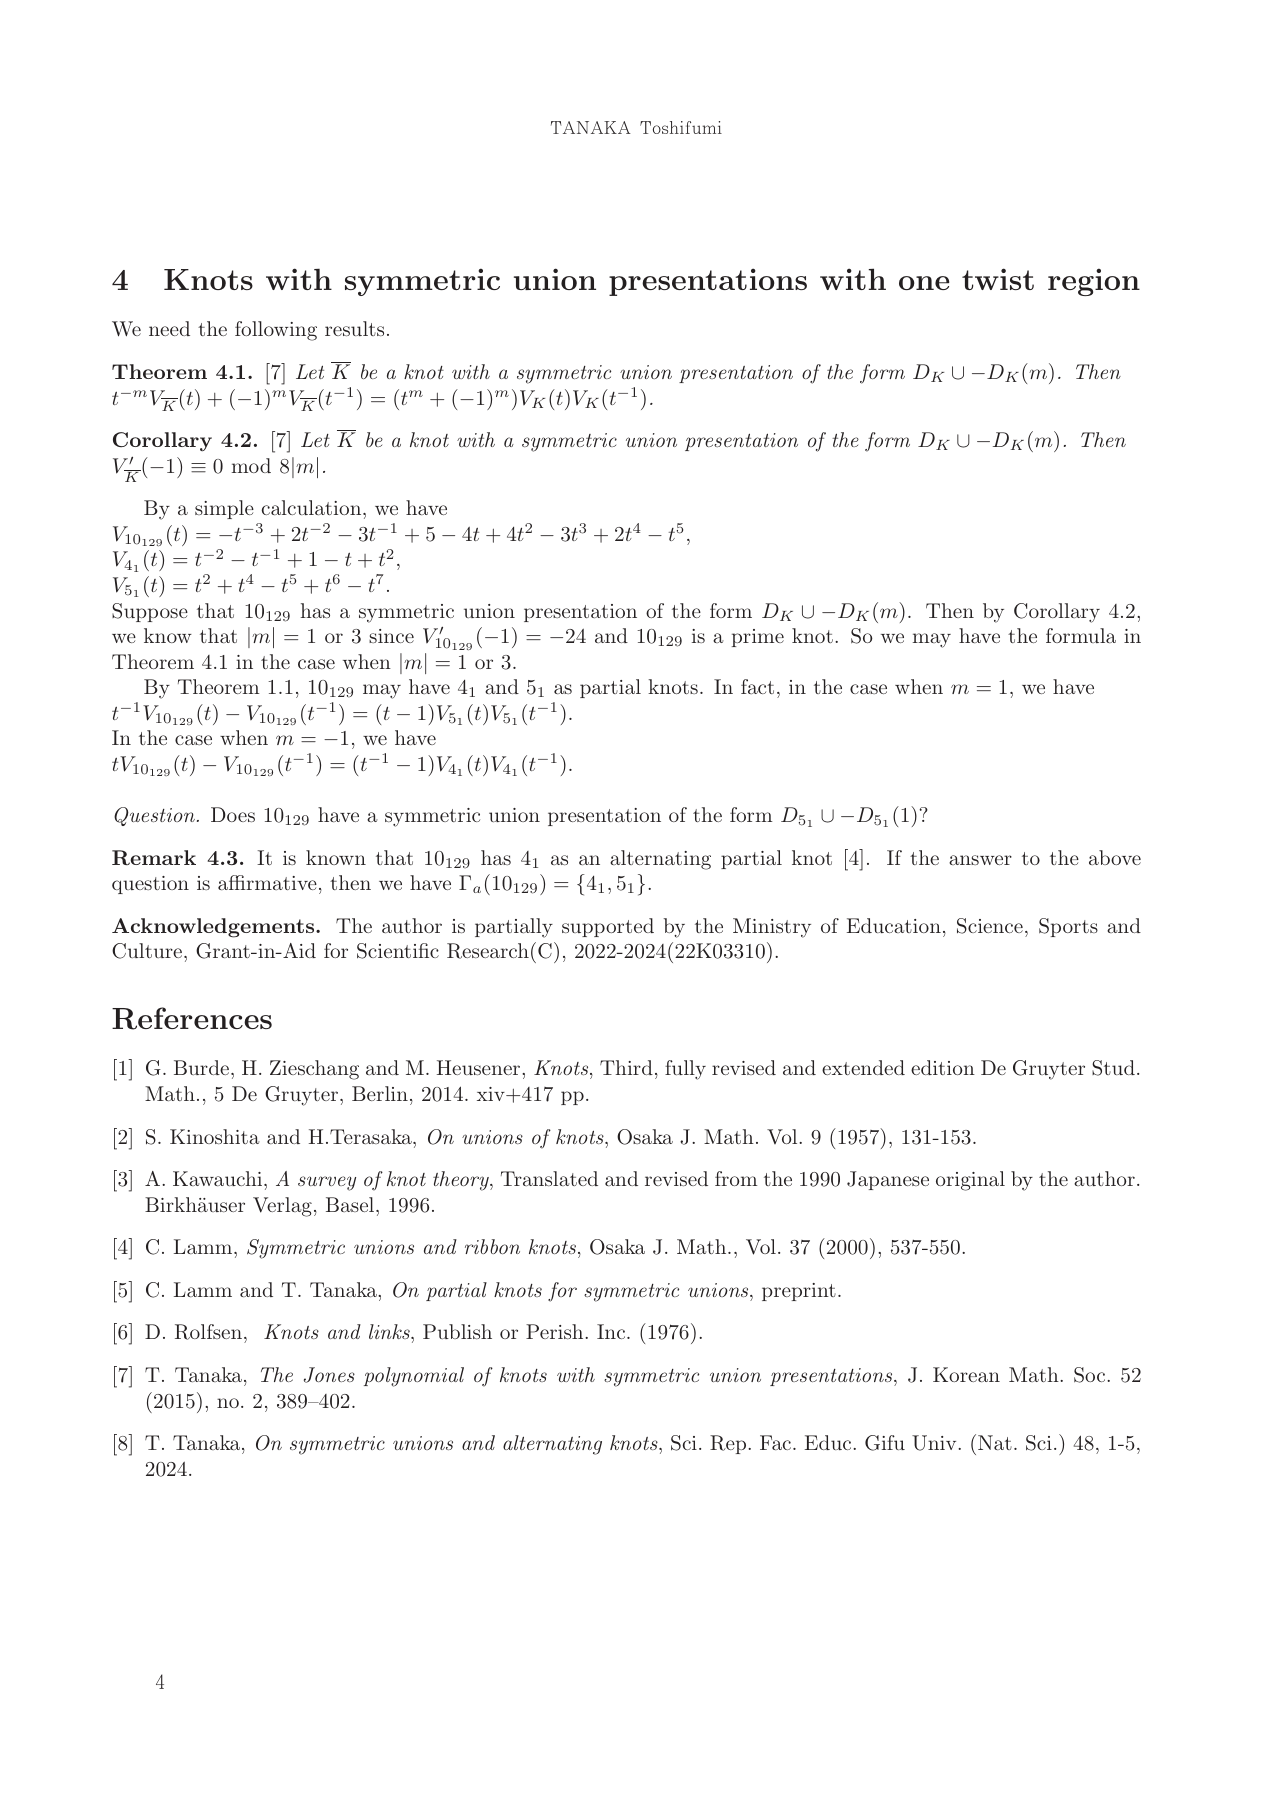 TANAKA Toshifumi
4 Knots with symmetric union presentations with one twist region
We need the following results.
Theorem 4.1. [7] Let $\overline{K}$ be a knot with a symmetric union presentation of the form $D_K \cup -D_K(m)$. Then
$t^{-m}V_{\overline{K}}(t) + (-1)^m V_{\overline{K}}(t^{-1}) = (t^m + (-1)^m)V_K(t)V_K(t^{-1})$.
Corollary 4.2. [7] Let $\overline{K}$ be a knot with a symmetric union presentation of the form $D_K \cup -D_K(m)$. Then
$V'_{\overline{K}}(-1) \equiv 0$ mod $8|m|$.
By a simple calculation, we have
$V_{10_{129}}(t) = -t^{-3} + 2t^{-2} - 3t^{-1} + 5 - 4t + 4t^2 - 3t^3 + 2t^4 - t^5$,
$V_{4_1}(t) = t^{-2} - t^{-1} + 1 - t + t^2$,
$V_{5_1}(t) = t^2 + t^4 - t^5 + t^6 - t^7$.
Suppose that $10_{129}$ has a symmetric union presentation of the form $D_K \cup -D_K(m)$. Then by Corollary 4.2,
we know that $|m| = 1$ or 3 since $V'_{10_{129}}(-1) = -24$ and $10_{129}$ is a prime knot. So we may have the formula in
Theorem 4.1 in the case when $|m| = 1$ or 3.
By Theorem 1.1, $10_{129}$ may have $4_1$ and $5_1$ as partial knots. In fact, in the case when $m = 1$, we have
$t^{-1}V_{10_{129}}(t) - V_{10_{129}}(t^{-1}) = (t - 1)V_{5_1}(t)V_{5_1}(t^{-1})$.
In the case when $m = -1$, we have
$tV_{10_{129}}(t) - V_{10_{129}}(t^{-1}) = (t^{-1} - 1)V_{4_1}(t)V_{4_1}(t^{-1})$.
Question. Does $10_{129}$ have a symmetric union presentation of the form $D_{5_1} \cup -D_{5_1}(1)$?
Remark 4.3. It is known that $10_{129}$ has $4_1$ as an alternating partial knot [4]. If the answer to the above
question is affirmative, then we have $\Gamma_a(10_{129}) = \{4_1, 5_1\}$.
Acknowledgements. The author is partially supported by the Ministry of Education, Science, Sports and
Culture, Grant-in-Aid for Scientific Research(C), 2022-2024(22K03310).
References
[1] G. Burde, H. Zieschang and M. Heusener, Knots, Third, fully revised and extended edition De Gruyter Stud.
Math., 5 De Gruyter, Berlin, 2014. xiv+417 pp.
[2] S. Kinoshita and H.Terasaka, On unions of knots, Osaka J. Math. Vol. 9 (1957), 131-153.
[3] A. Kawauchi, A survey of knot theory, Translated and revised from the 1990 Japanese original by the author.
Birkhäuser Verlag, Basel, 1996.
[4] C. Lamm, Symmetric unions and ribbon knots, Osaka J. Math., Vol. 37 (2000), 537-550.
[5] C. Lamm and T. Tanaka, On partial knots for symmetric unions, preprint.
[6] D. Rolfsen, Knots and links, Publish or Perish. Inc. (1976).
[7] T. Tanaka, The Jones polynomial of knots with symmetric union presentations, J. Korean Math. Soc. 52
(2015), no. 2, 389–402.
[8] T. Tanaka, On symmetric unions and alternating knots, Sci. Rep. Fac. Educ. Gifu Univ. (Nat. Sci.) 48, 1-5,
2024.
4